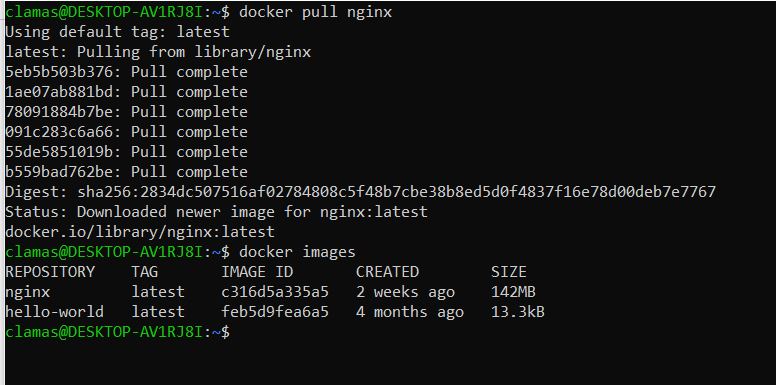 clamas@DESKTOP-AV1RJ8I:~$ docker pull nginx
Using default tag: latest
latest: Pulling from library/nginx
5eb5b503b376: Pull complete
1ae07ab881bd: Pull complete
78091884b7be: Pull complete
091c283c6a66: Pull complete
55de5851019b: Pull complete
b559bad762be: Pull complete
Digest: sha256:2834dc507516af02784808c5f48b7cbe38b8ed5d0f4837f16e78d00deb7e7767
Status: Downloaded newer image for nginx:latest
docker.io/library/nginx:latest
clamas@DESKTOP-AV1RJ8I:~$ docker images
REPOSITORY    TAG       IMAGE ID       CREATED        SIZE
nginx         latest    c316d5a335a5   2 weeks ago    142MB
hello-world   latest    feb5d9fea6a5   4 months ago   13.3kB
clamas@DESKTOP-AV1RJ8I:~$